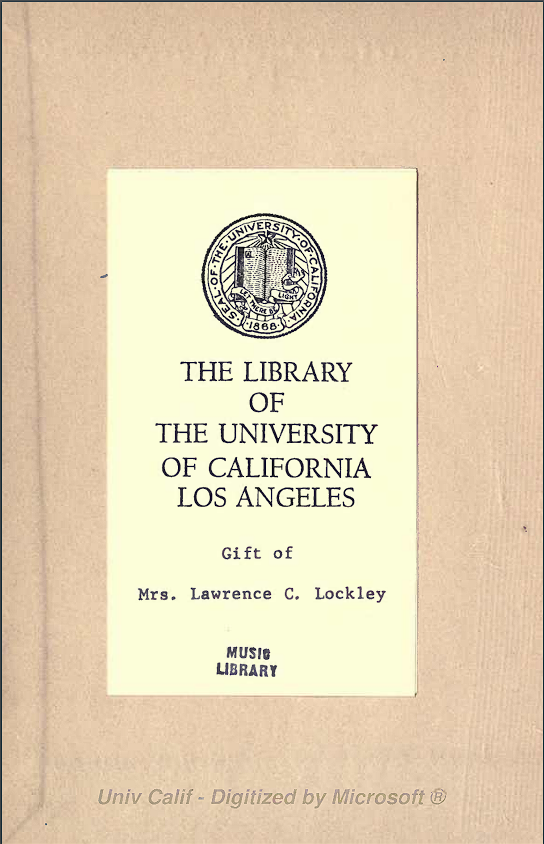 SEAL·OF·THE·UNIVERSITY·OF·CALIFORNIA·
LET THERE BE LIGHT
·1868·
THE LIBRARY
OF
THE UNIVERSITY
OF CALIFORNIA
LOS ANGELES
Gift of
Mrs. Lawrence C. Lockley
MUSIC
LIBRARY
Univ Calif - Digitized by Microsoft ®